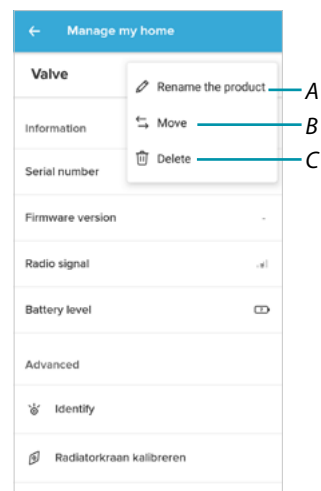 Manage my home
Valve
Rename the product A
Move B
Delete C
Information
Serial number
Firmware version -
Radio signal
Battery level
Advanced
Identify
Radiatorkraan kalibreren